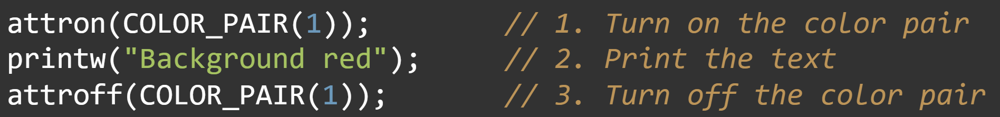 attron(COLOR_PAIR(1));        // 1. Turn on the color pair
printw("Background red");     // 2. Print the text
attroff(COLOR_PAIR(1));       // 3. Turn off the color pair